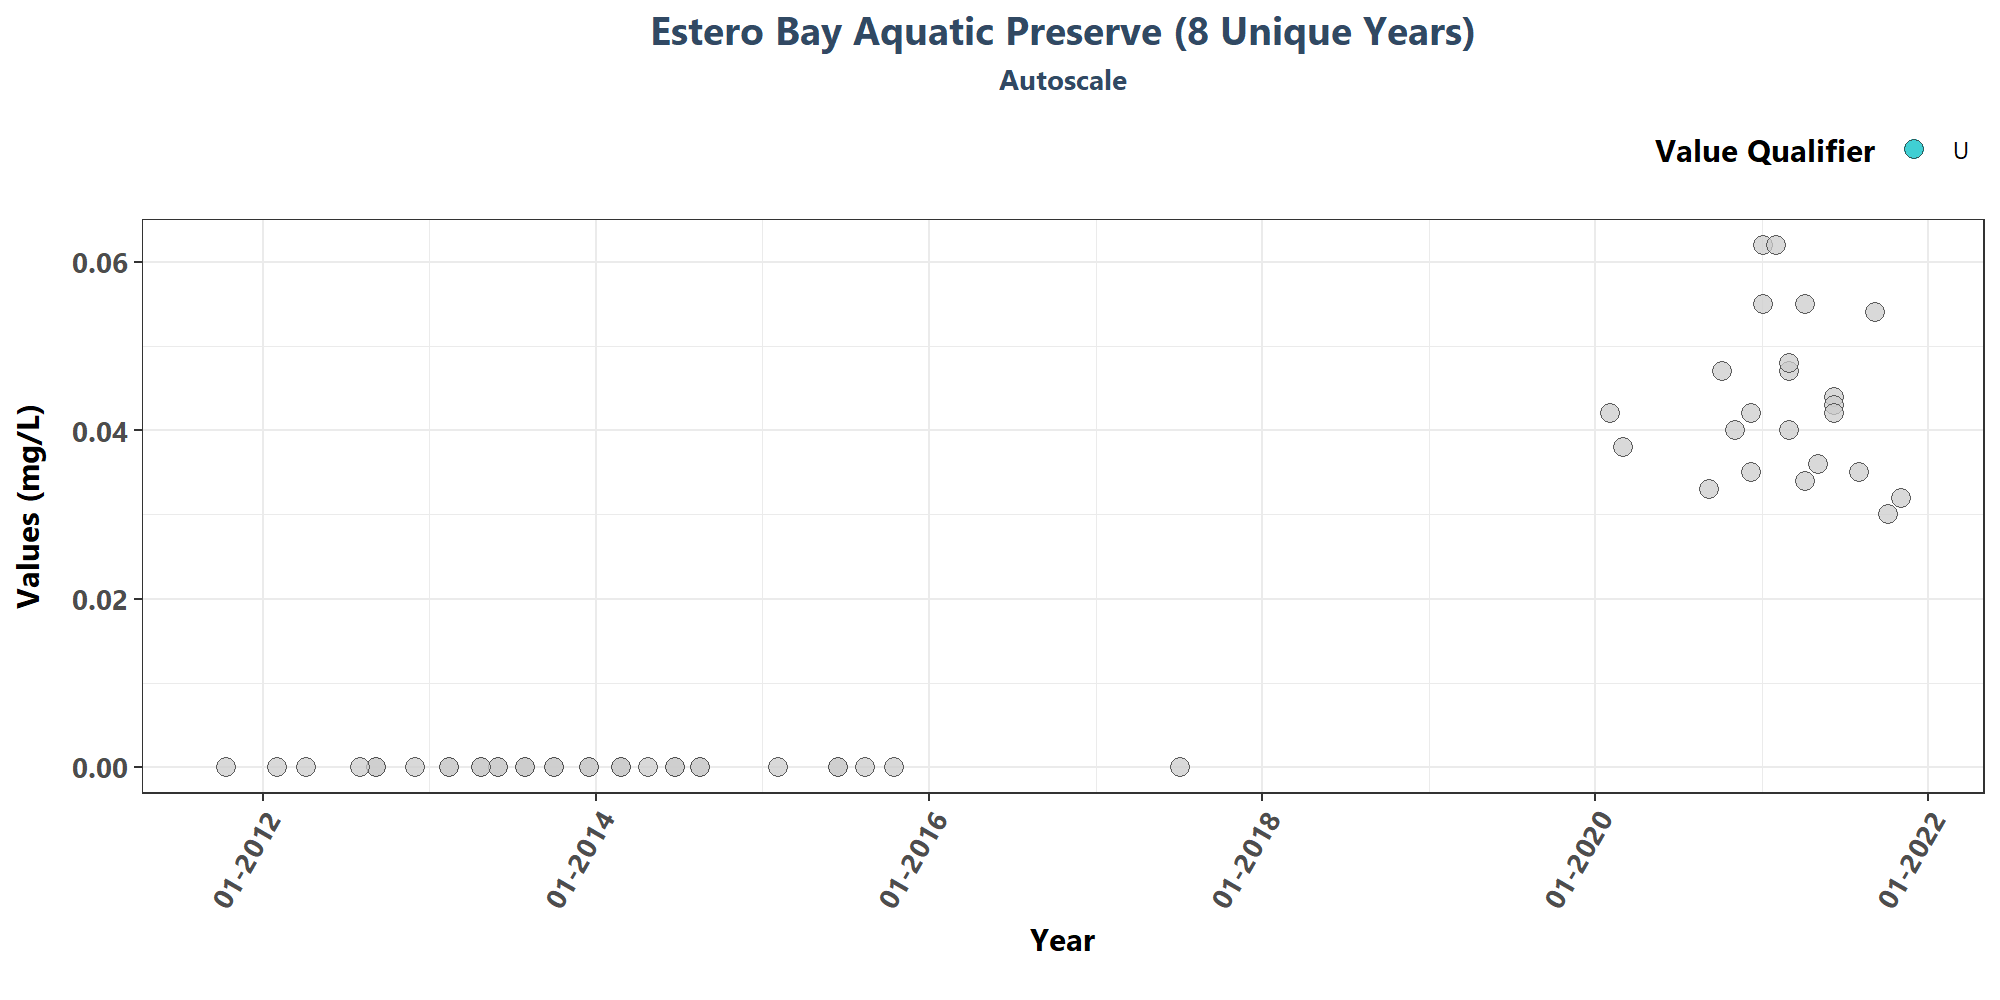 Estero Bay Aquatic Preserve (8 Unique Years)
Autoscale
Value Qualifier U
Values (mg/L)
0.06
0.04
0.02
0.00
01-2012 01-2014 01-2016 01-2018 01-2020 01-2022
Year